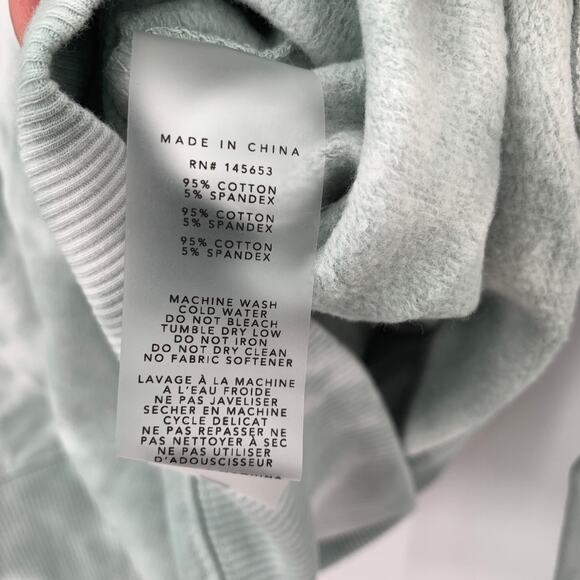 MADE IN CHINA
RN# 145653
95% COTTON
5% SPANDEX
95% COTTON
5% SPANDEX
95% COTTON
5% SPANDEX
MACHINE WASH
COLD WATER
DO NOT BLEACH
TUMBLE DRY LOW
DO NOT IRON
DO NOT DRY CLEAN
NO FABRIC SOFTENER
LAVAGE À LA MACHINE
A L'EAU FROIDE
NE PAS JAVELISER
SECHER EN MACHINE
CYCLE DELICAT
NE PAS REPASSER NE
PAS NETTOYER À SEC
NE PAS UTILISER
D'ADOUSCISSEUR